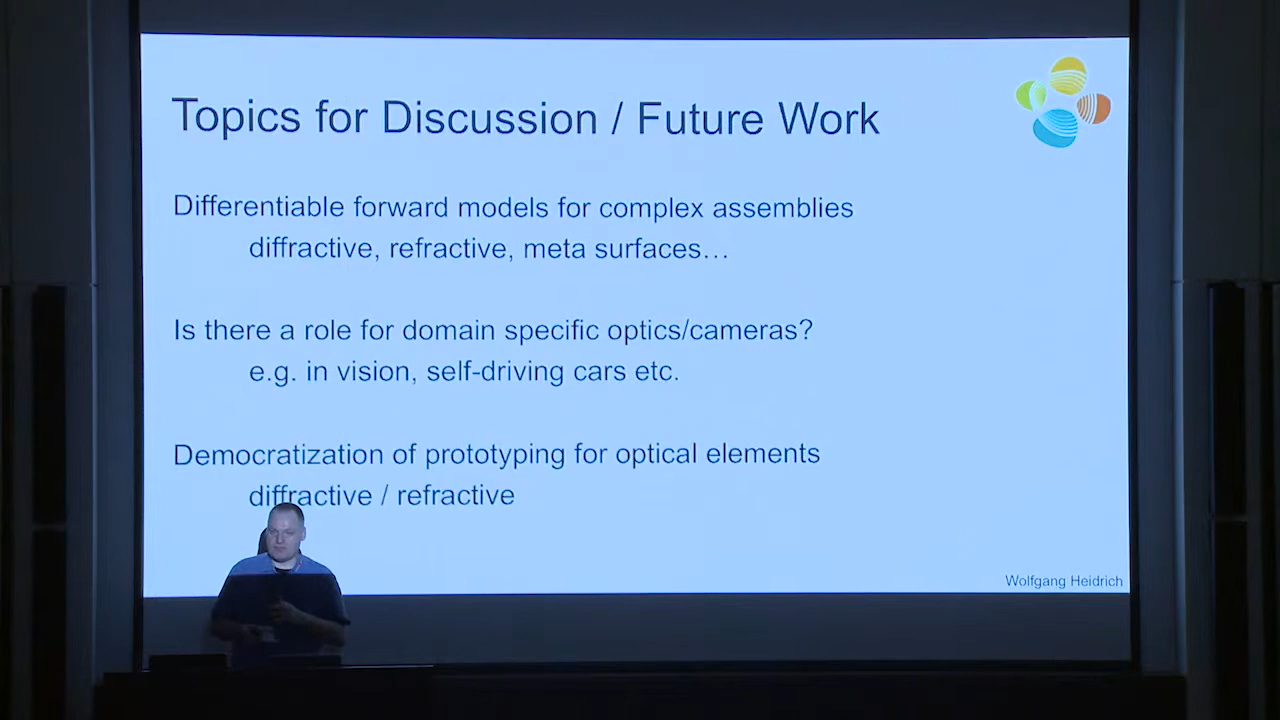 Topics for Discussion / Future Work
Differentiable forward models for complex assemblies
diffractive, refractive, meta surfaces…
Is there a role for domain specific optics/cameras?
e.g. in vision, self-driving cars etc.
Democratization of prototyping for optical elements
diffractive / refractive
Wolfgang Heidrich